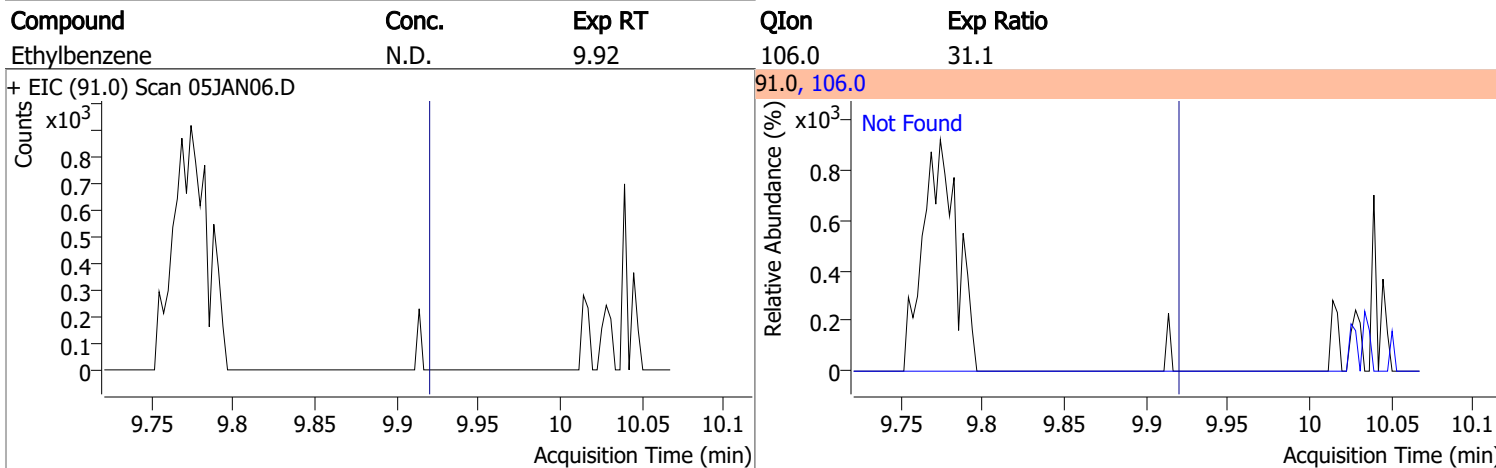 Compound Conc. Exp RT QIon Exp Ratio
Ethylbenzene N.D. 9.92 106.0 31.1
+ EIC (91.0) Scan 05JAN06.D
91.0, 106.0
Counts
x10³
0.8
0.7
0.6
0.5
0.4
0.3
0.2
0.1
0
9.75 9.8 9.85 9.9 9.95 10 10.05 10.1
Acquisition Time (min)
Relative Abundance (%)
x10³
Not Found
0.8
0.6
0.4
0.2
0
9.75 9.8 9.85 9.9 9.95 10 10.05 10.1
Acquisition Time (min)